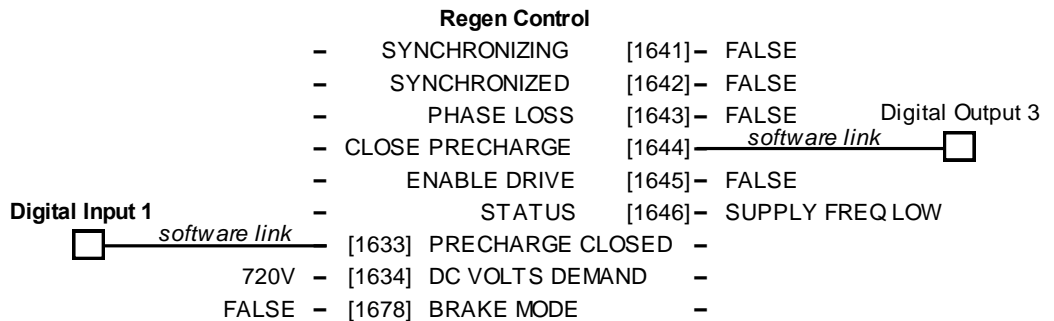 Regen Control
SYNCHRONIZING [1641] FALSE
SYNCHRONIZED [1642] FALSE
PHASE LOSS [1643] FALSE Digital Output 3
CLOSE PRECHARGE [1644] software link
ENABLE DRIVE [1645] FALSE
Digital Input 1 STATUS [1646] SUPPLY FREQ LOW
software link [1633] PRECHARGE CLOSED
720V [1634] DC VOLTS DEMAND
FALSE [1678] BRAKE MODE